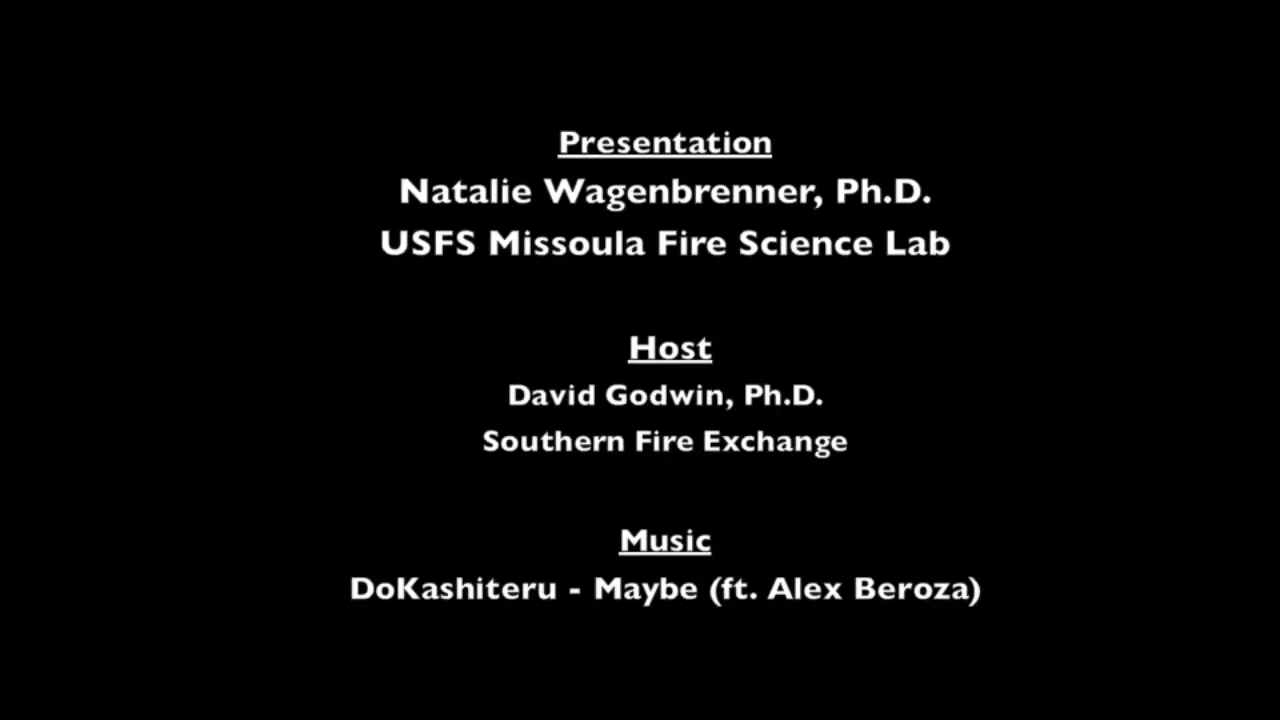 Presentation
Natalie Wagenbrenner, Ph.D.
USFS Missoula Fire Science Lab
Host
David Godwin, Ph.D.
Southern Fire Exchange
Music
DoKashiteru - Maybe (ft. Alex Beroza)